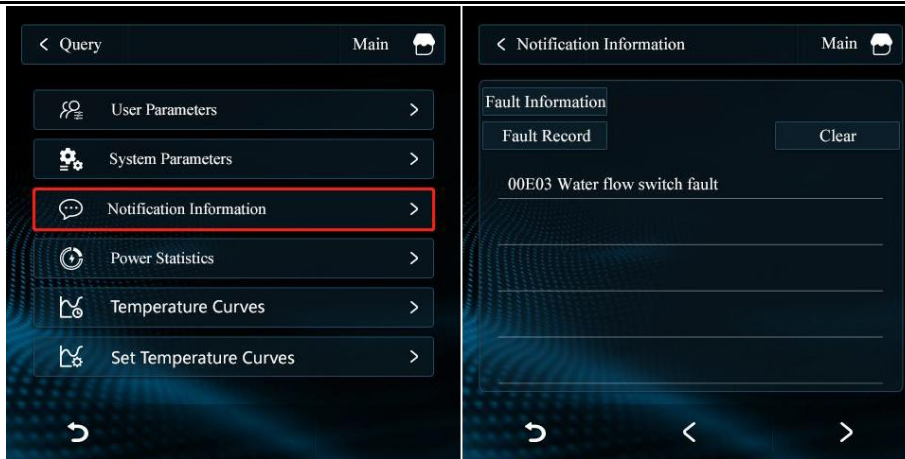 Query
Main
User Parameters
System Parameters
Notification Information
Power Statistics
Temperature Curves
Set Temperature Curves
Notification Information
Main
Fault Information
Fault Record
Clear
00E03 Water flow switch fault